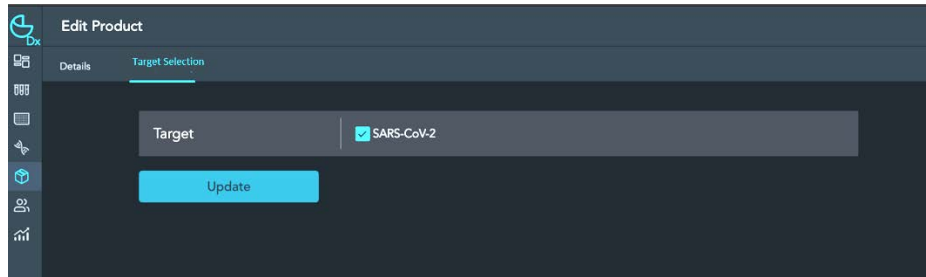 Edit Product
Dx
Details
Target Selection
Target
SARS-CoV-2
Update